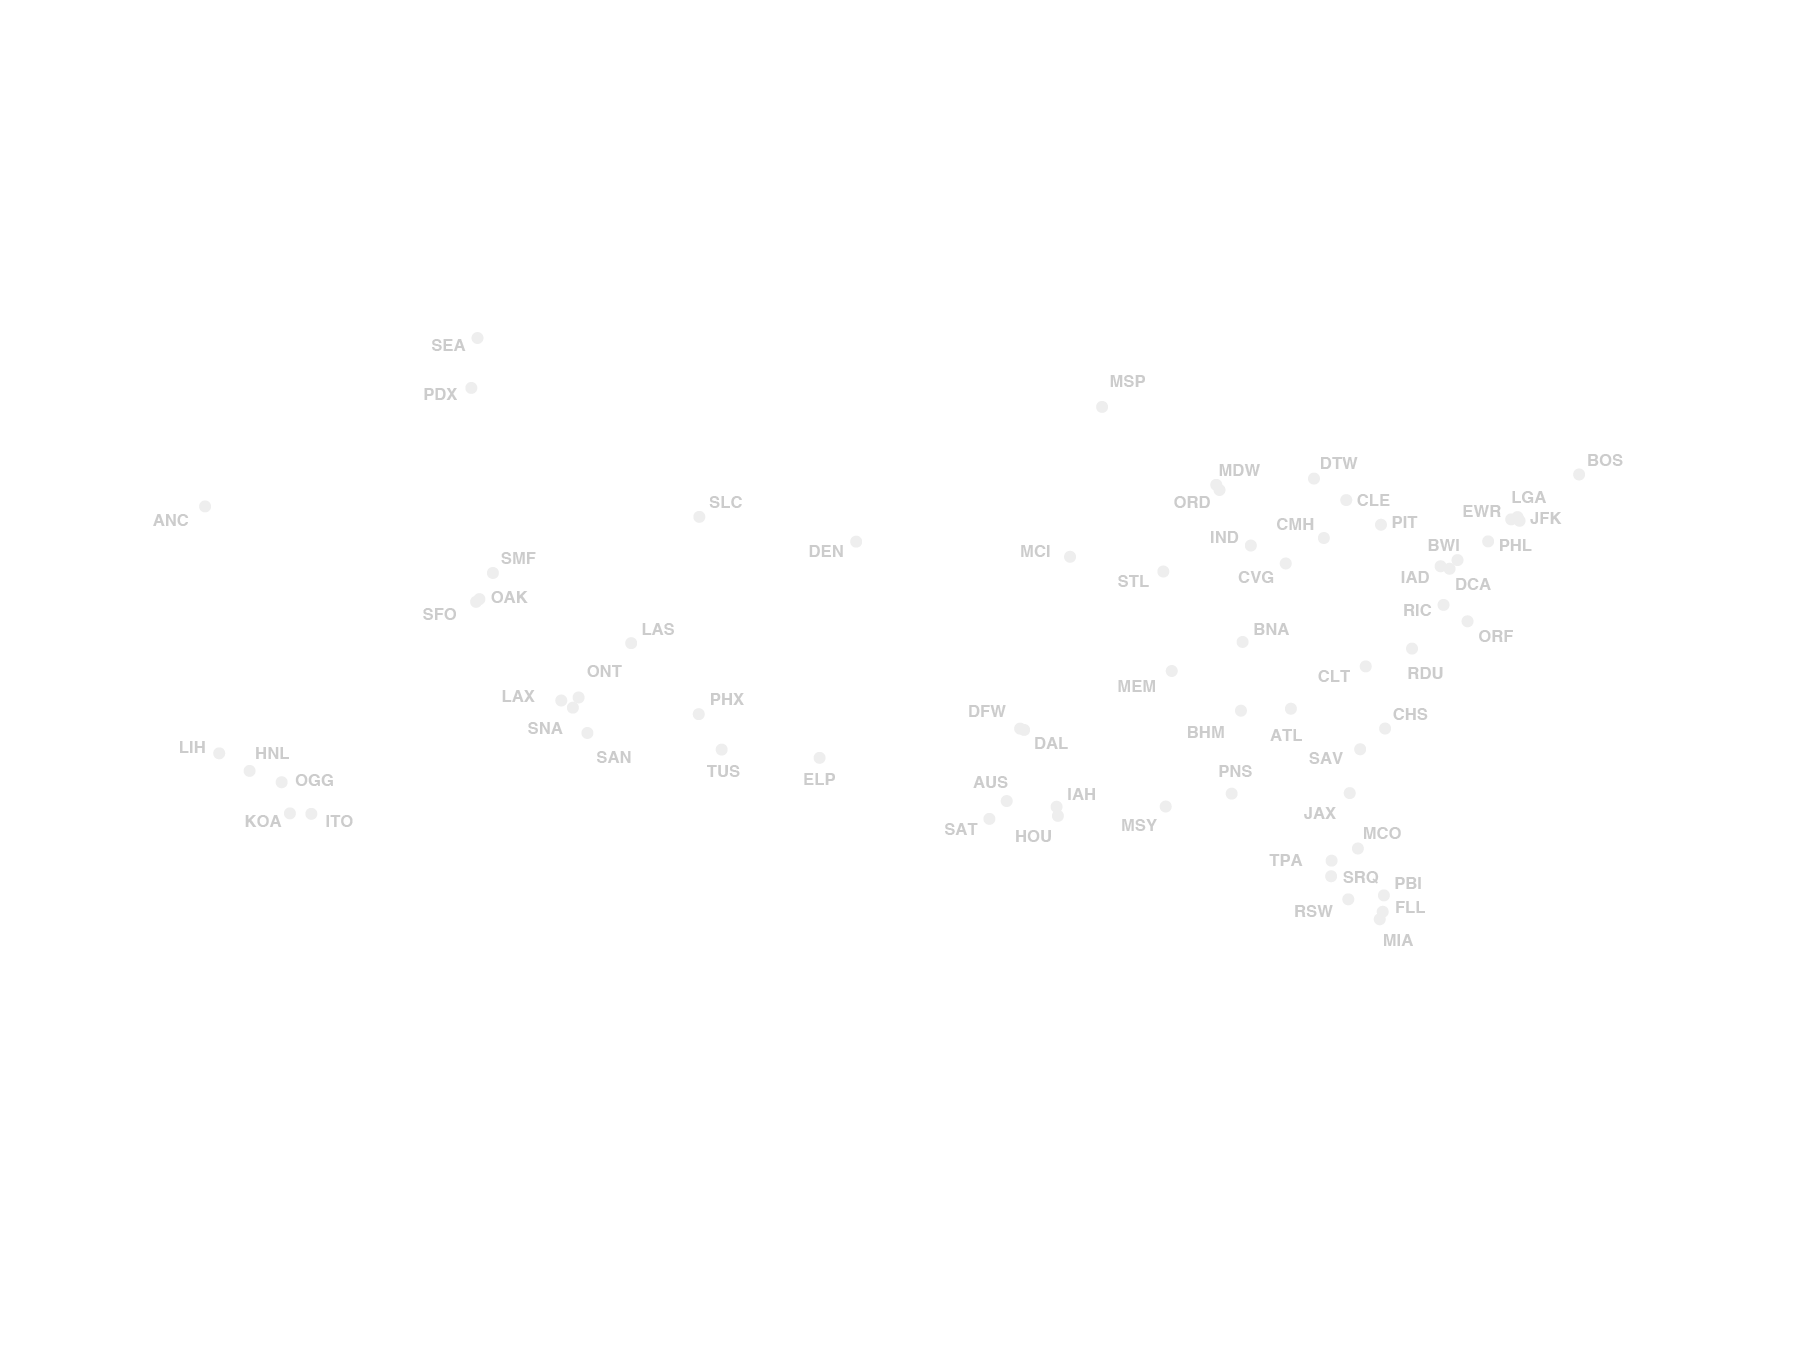 SEA
MSP
PDX
BOS
DTW
MDW
LGA
CLE
SLC
ORD
EWR
JFK
ANC
PIT
CMH
IND
BWI
PHL
DEN
MCI
SMF
CVG
IAD
STL
DCA
OAK
RIC
SFO
LAS
BNA
ORF
ONT
RDU
CLT
MEM
LAX
PHX
DFW
CHS
SNA
BHM
ATL
DAL
LIH
HNL
SAN
SAV
TUS
PNS
OGG
ELP
AUS
IAH
JAX
KOA
ITO
MSY
SAT
MCO
HOU
TPA
SRQ
PBI
FLL
RSW
MIA